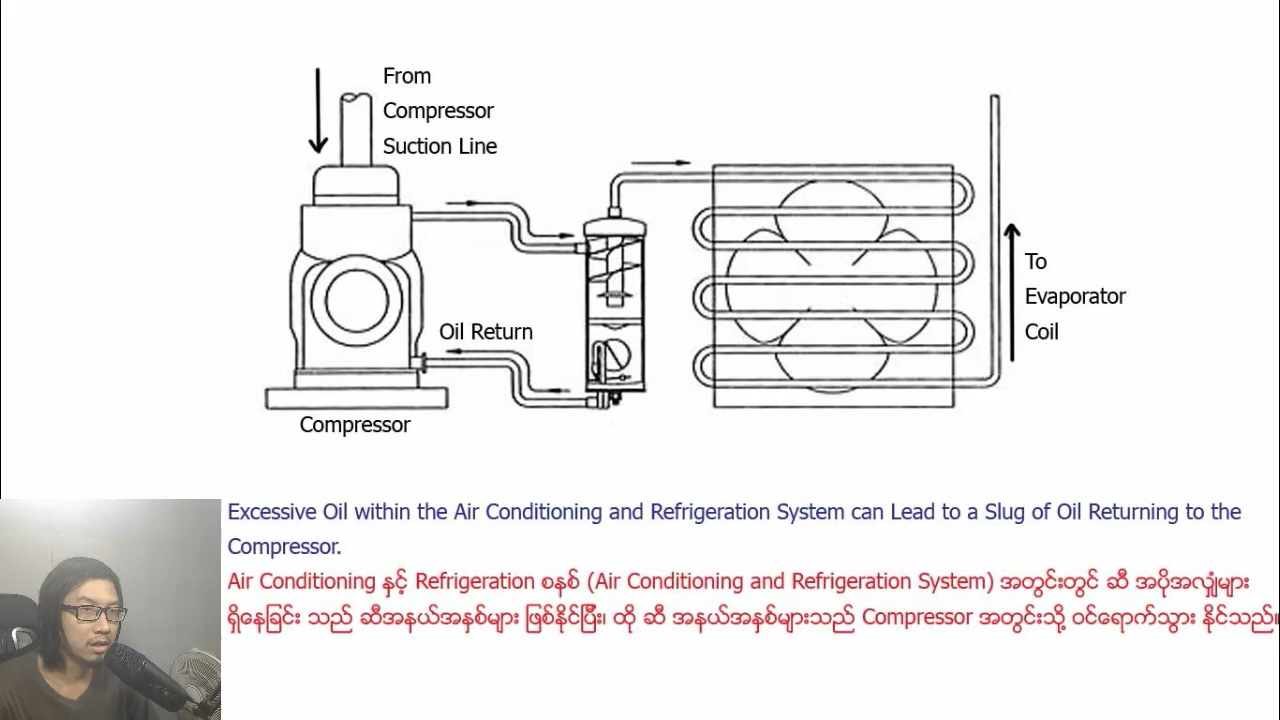 From
Compressor
Suction Line
Oil Return
To
Evaporator
Coil
Compressor
Excessive Oil within the Air Conditioning and Refrigeration System can Lead to a Slug of Oil Returning to the
Compressor.
Air Conditioning နှင့် Refrigeration စနစ် (Air Conditioning and Refrigeration System) အတွင်းတွင် ဆီ အပိုအလျှံများ
ရှိနေခြင်း သည် ဆီအနယ်အနှစ်များ ဖြစ်နိုင်ပြီး၊ ထို ဆီ အနယ်အနှစ်များသည် Compressor အတွင်းသို့ ဝင်ရောက်သွား နိုင်သည်။